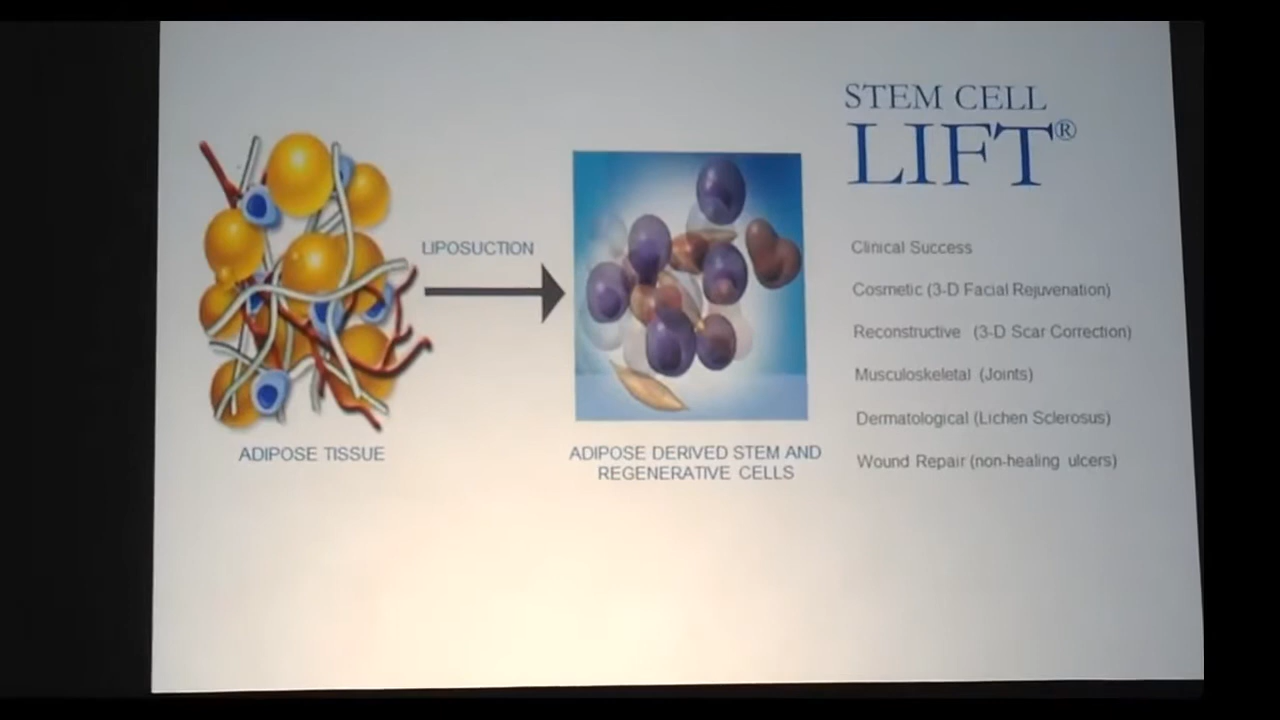 STEM CELL
LIFT®
LIPOSUCTION
ADIPOSE TISSUE
ADIPOSE DERIVED STEM AND
REGENERATIVE CELLS
Clinical Success
Cosmetic (3-D Facial Rejuvenation)
Reconstructive (3-D Scar Correction)
Musculoskeletal (Joints)
Dermatological (Lichen Sclerosus)
Wound Repair (non-healing ulcers)